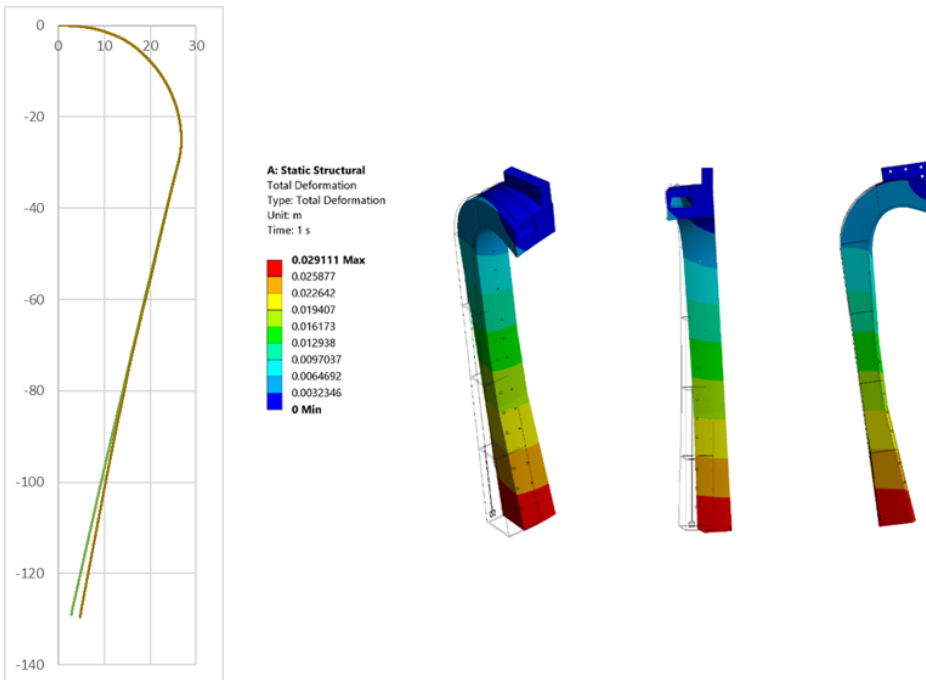 0
0
10
20
30
-20
-40
-60
-80
-100
-120
-140
A: Static Structural
Total Deformation
Type: Total Deformation
Unit: m
Time: 1 s
0.029111 Max
0.025877
0.022642
0.019407
0.016173
0.012938
0.0097037
0.0064692
0.0032346
0 Min